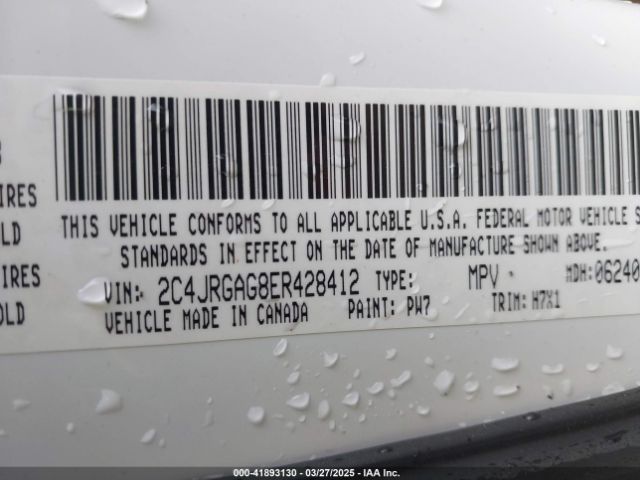 IRES
THIS VEHICLE CONFORMS TO ALL APPLICABLE U.S.A. FEDERAL MOTOR VEHICLE S
OLD
STANDARDS IN EFFECT ON THE DATE OF MANUFACTURE SHOWN ABOVE.
IRES
VIN: 2C4JRGAG8ER428412 TYPE: MPV MDH: 06240
OLD
VEHICLE MADE IN CANADA PAINT: PW7 TRIM: H7X1
000-41893130 - 03/27/2025 - IAA Inc.